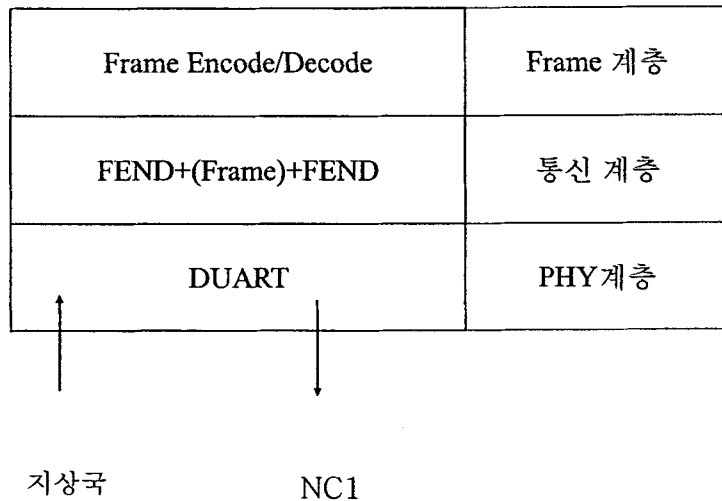 Frame Encode/Decode Frame 계층
FEND+(Frame)+FEND 통신 계층
DUART PHY계층
지상국 NC1